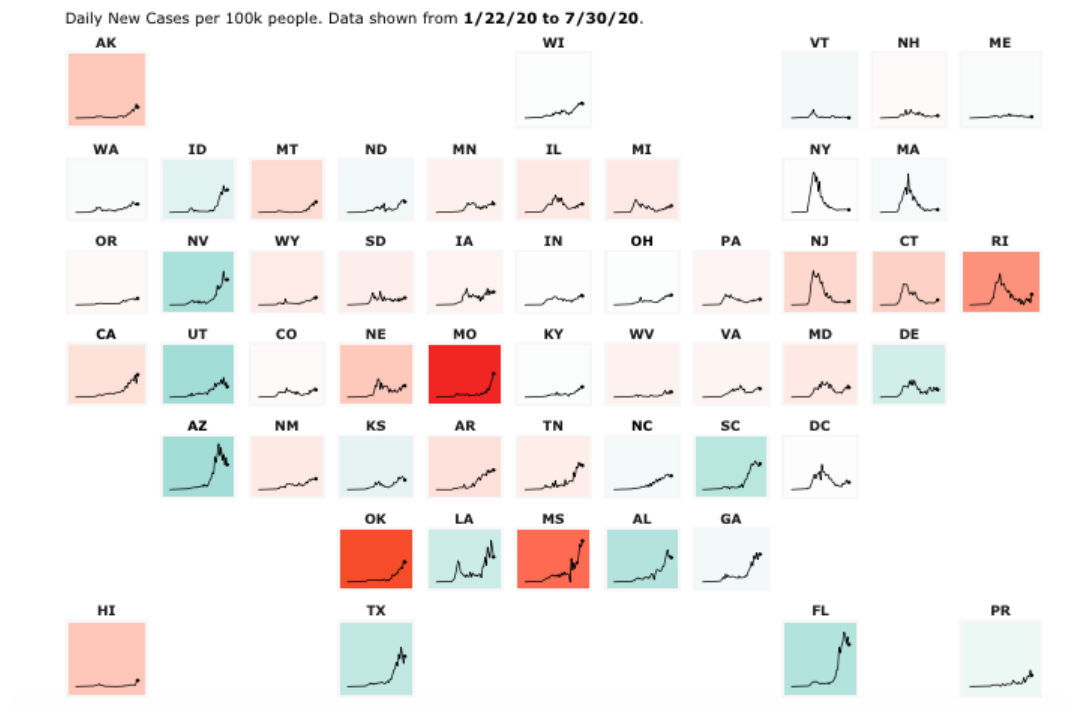 Daily New Cases per 100k people. Data shown from 1/22/20 to 7/30/20.
AK WI VT NH ME
WA ID MT ND MN IL MI NY MA
OR NV WY SD IA IN OH PA NJ CT RI
CA UT CO NE MO KY WV VA MD DE
AZ NM KS AR TN NC SC DC
OK LA MS AL GA
HI TX FL PR